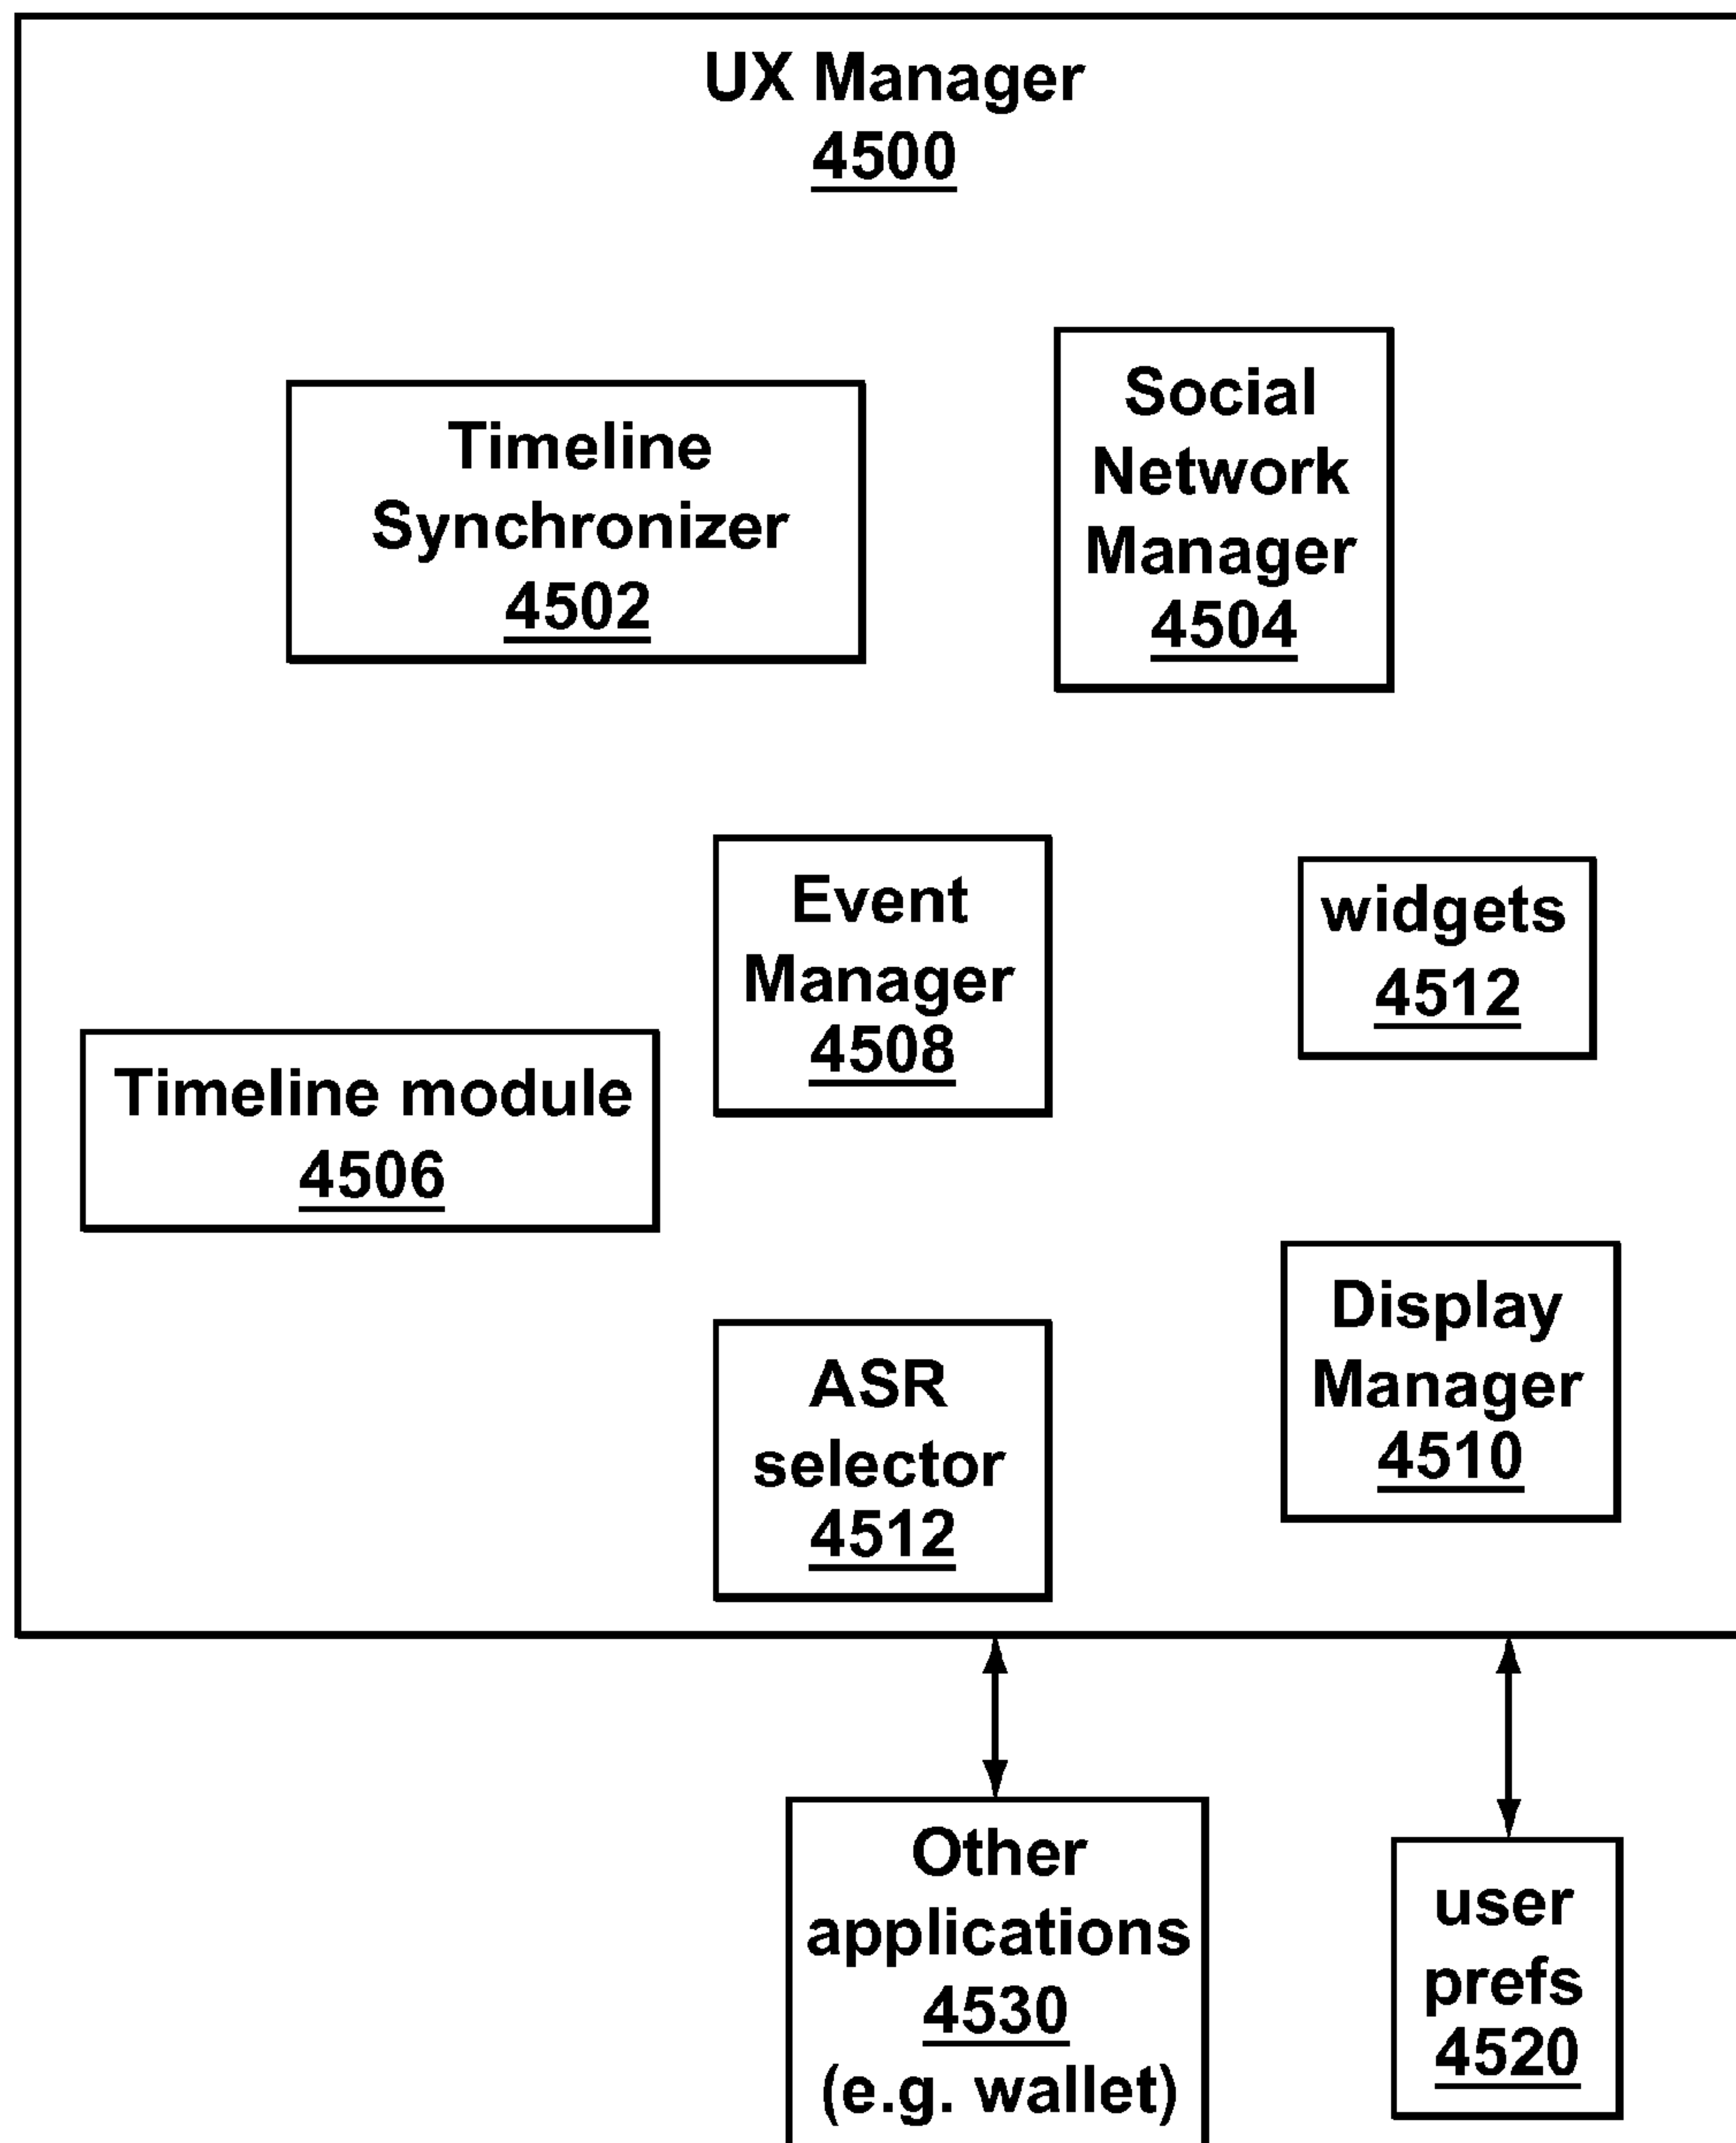 UX Manager
4500
Timeline
Synchronizer
4502
Social
Network
Manager
4504
Event
Manager
4508
widgets
4512
Timeline module
4506
Display
Manager
4510
ASR
selector
4512
Other
applications
4530
(e.g. wallet)
user
prefs
4520